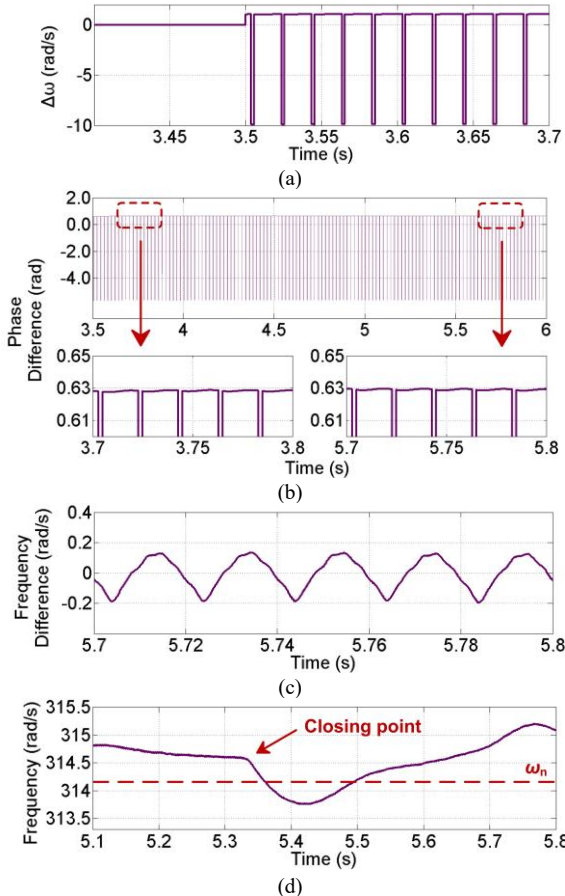 0
-5
-10
Δω (rad/s)
3.45 3.5 3.55 3.6 3.65 3.7
Time (s)
(a)
2.0
0.0
-2.0
-4.0
3.5 4 4.5 5 5.5 6
Phase
Difference (rad)
0.65 0.65
0.63 0.63
0.61 0.61
3.7 3.75 3.8 5.7 5.75 5.8
Time (s)
(b)
0.4
0.2
0
-0.2
Frequency
Difference (rad/s)
5.7 5.72 5.74 5.76 5.78 5.8
Time (s)
(c)
315.5
315
314.5
314
313.5
Frequency (rad/s)
Closing point
ωn
5.1 5.2 5.3 5.4 5.5 5.6 5.7 5.8
Time (s)
(d)